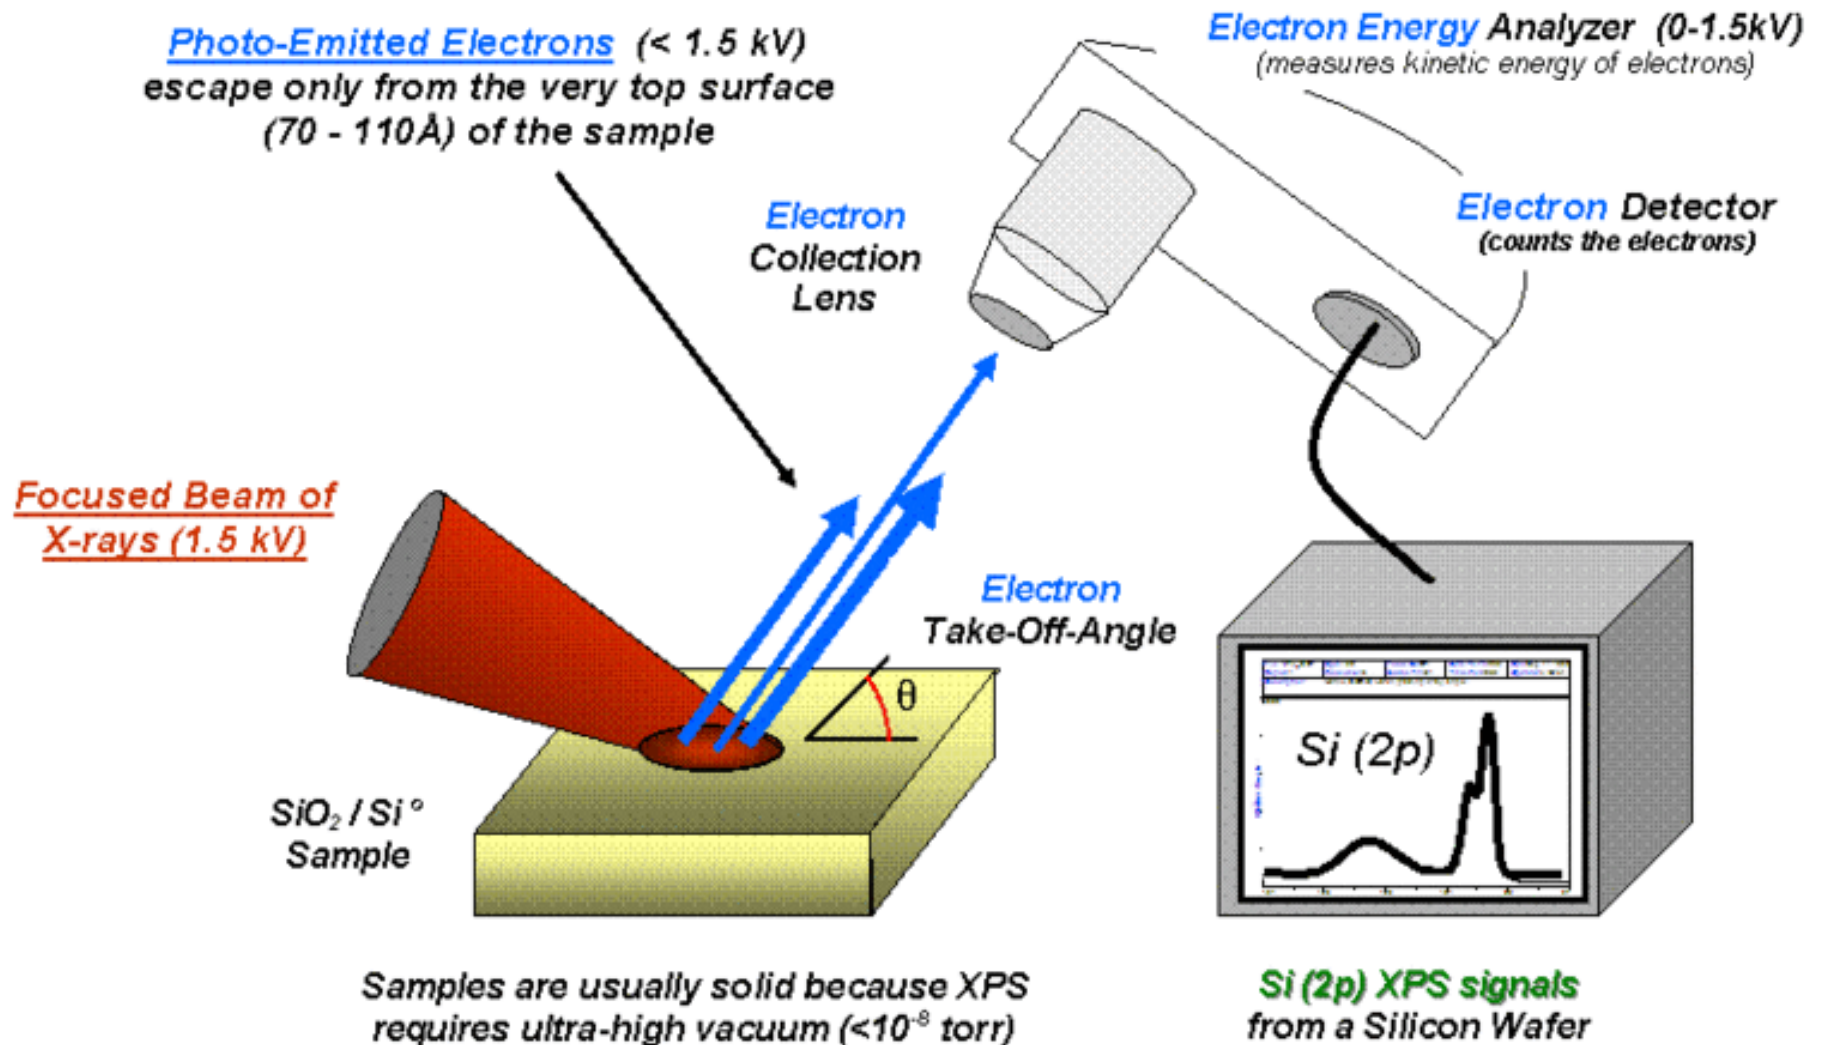 Photo-Emitted Electrons (< 1.5 kV)
escape only from the very top surface
(70 - 110Å) of the sample
Electron Energy Analyzer (0-1.5kV)
(measures kinetic energy of electrons)
Electron Detector
(counts the electrons)
Electron
Collection
Lens
Focused Beam of
X-rays (1.5 kV)
Electron
Take-Off-Angle
θ
Si (2p)
SiO₂ / Si °
Sample
Samples are usually solid because XPS
requires ultra-high vacuum (<10⁻⁸ torr)
Si (2p) XPS signals
from a Silicon Wafer